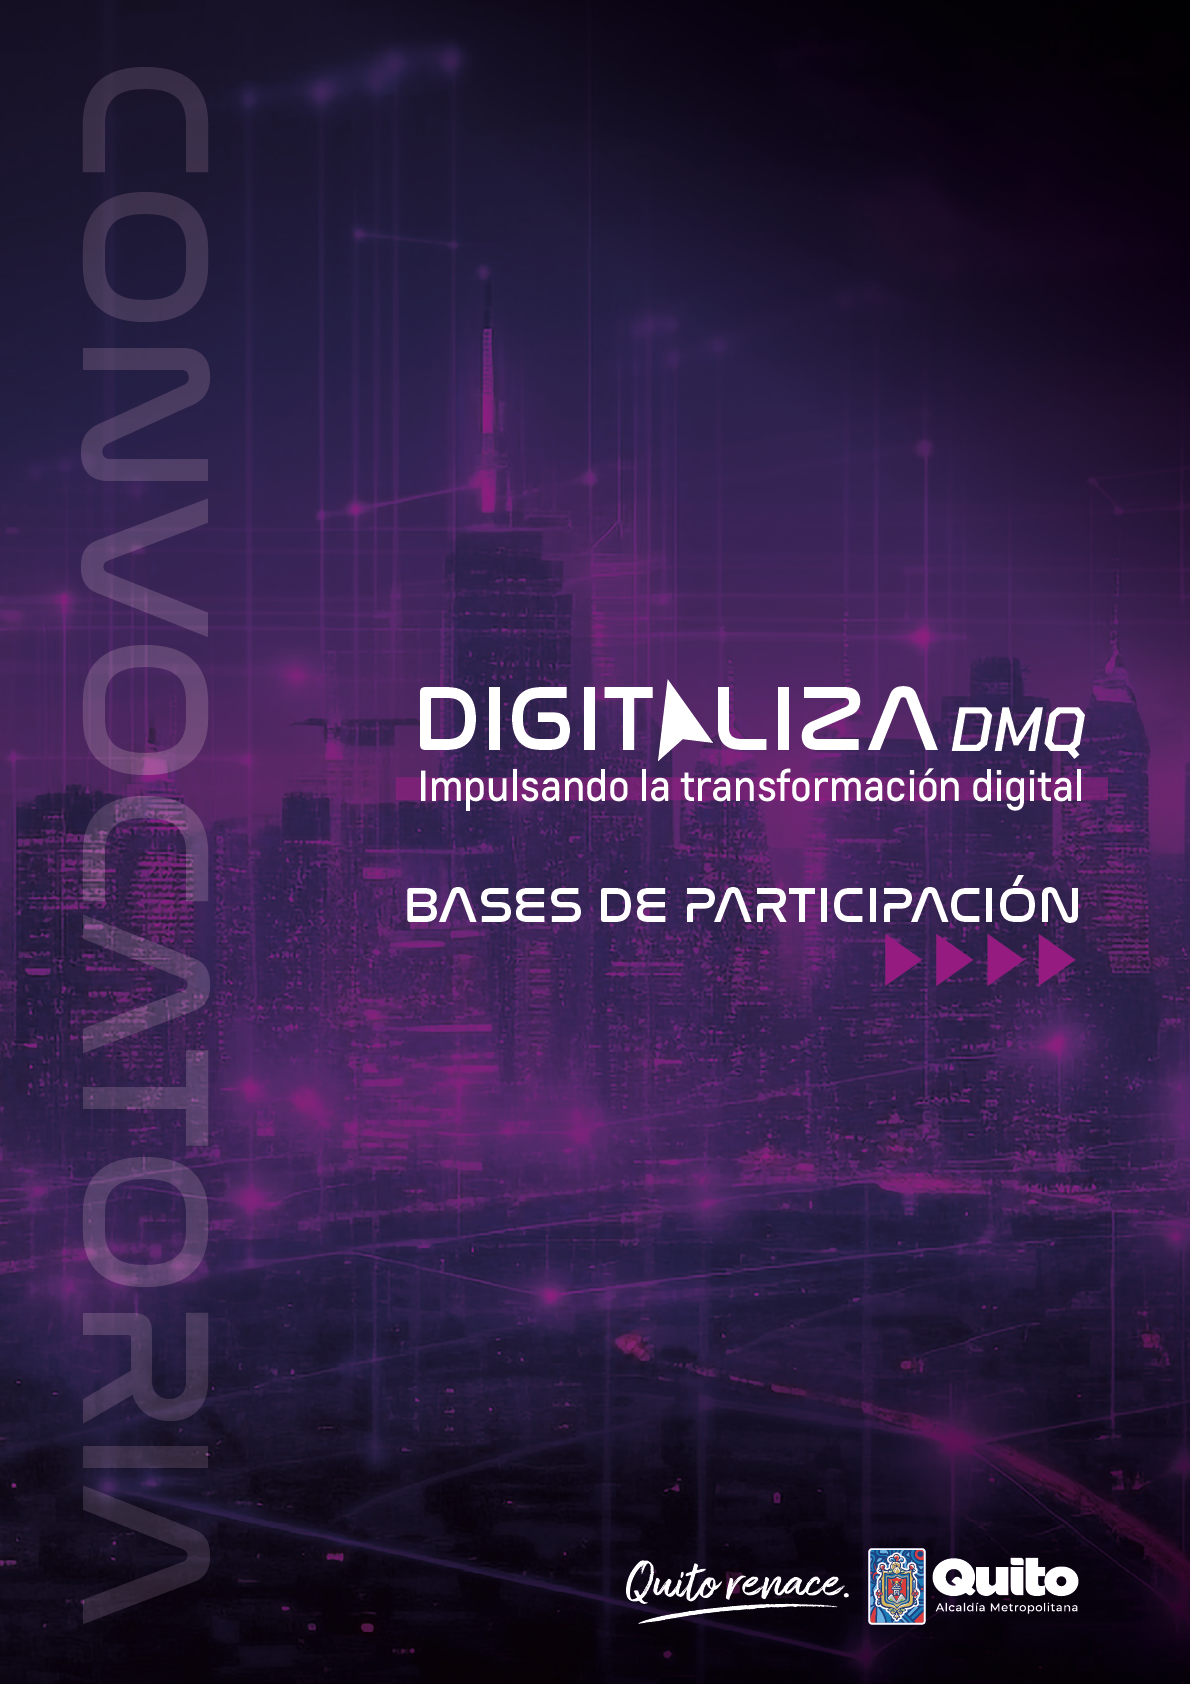 CONVOCATORIA
DIGITALIZA DMQ
Impulsando la transformación digital
BASES DE PARTICIPACIÓN
Quito renace.
Quito
Alcaldía Metropolitana